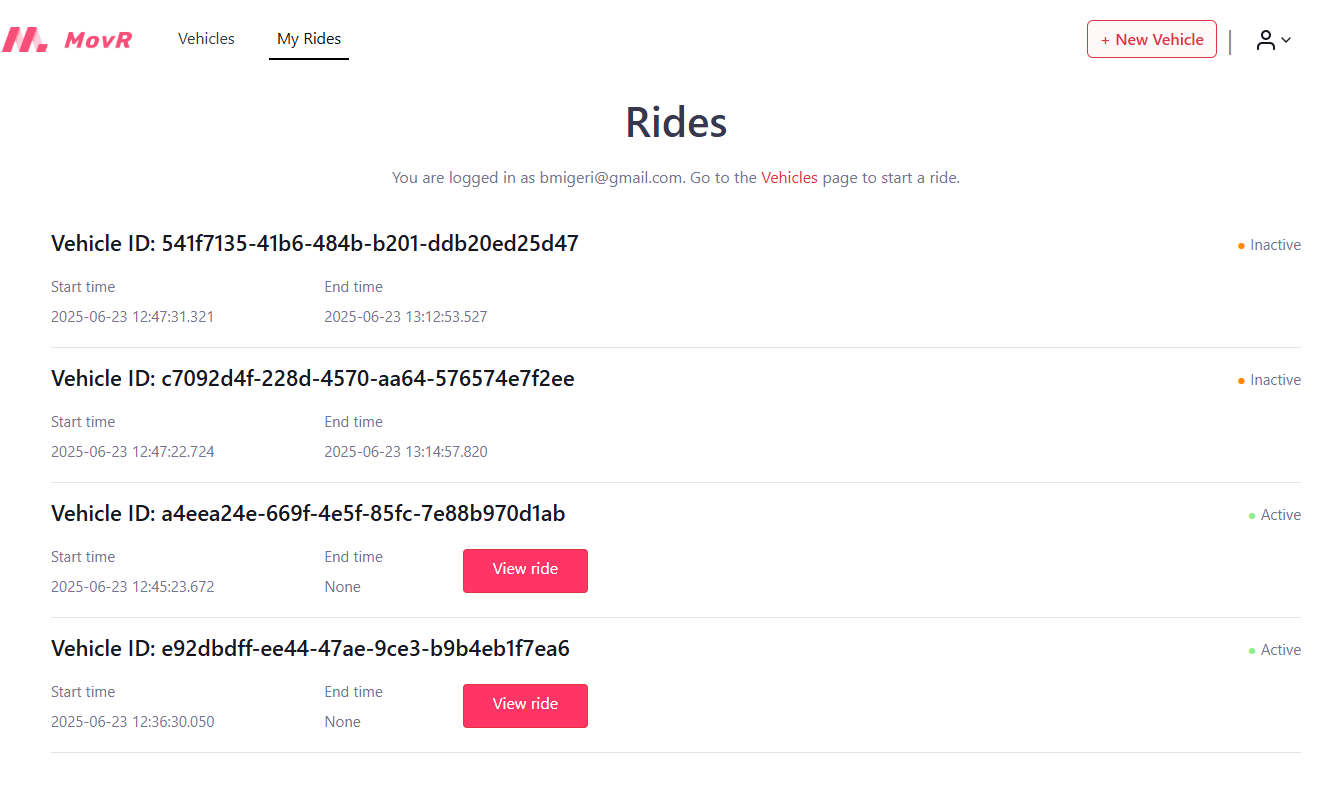 MovR Vehicles My Rides + New Vehicle
Rides
You are logged in as bmigeri@gmail.com. Go to the Vehicles page to start a ride.
Vehicle ID: 541f7135-41b6-484b-b201-ddb20ed25d47 Inactive
Start time End time
2025-06-23 12:47:31.321 2025-06-23 13:12:53.527
Vehicle ID: c7092d4f-228d-4570-aa64-576574e7f2ee Inactive
Start time End time
2025-06-23 12:47:22.724 2025-06-23 13:14:57.820
Vehicle ID: a4eea24e-669f-4e5f-85fc-7e88b970d1ab Active
Start time End time View ride
2025-06-23 12:45:23.672 None
Vehicle ID: e92dbdff-ee44-47ae-9ce3-b9b4eb1f7ea6 Active
Start time End time View ride
2025-06-23 12:36:30.050 None